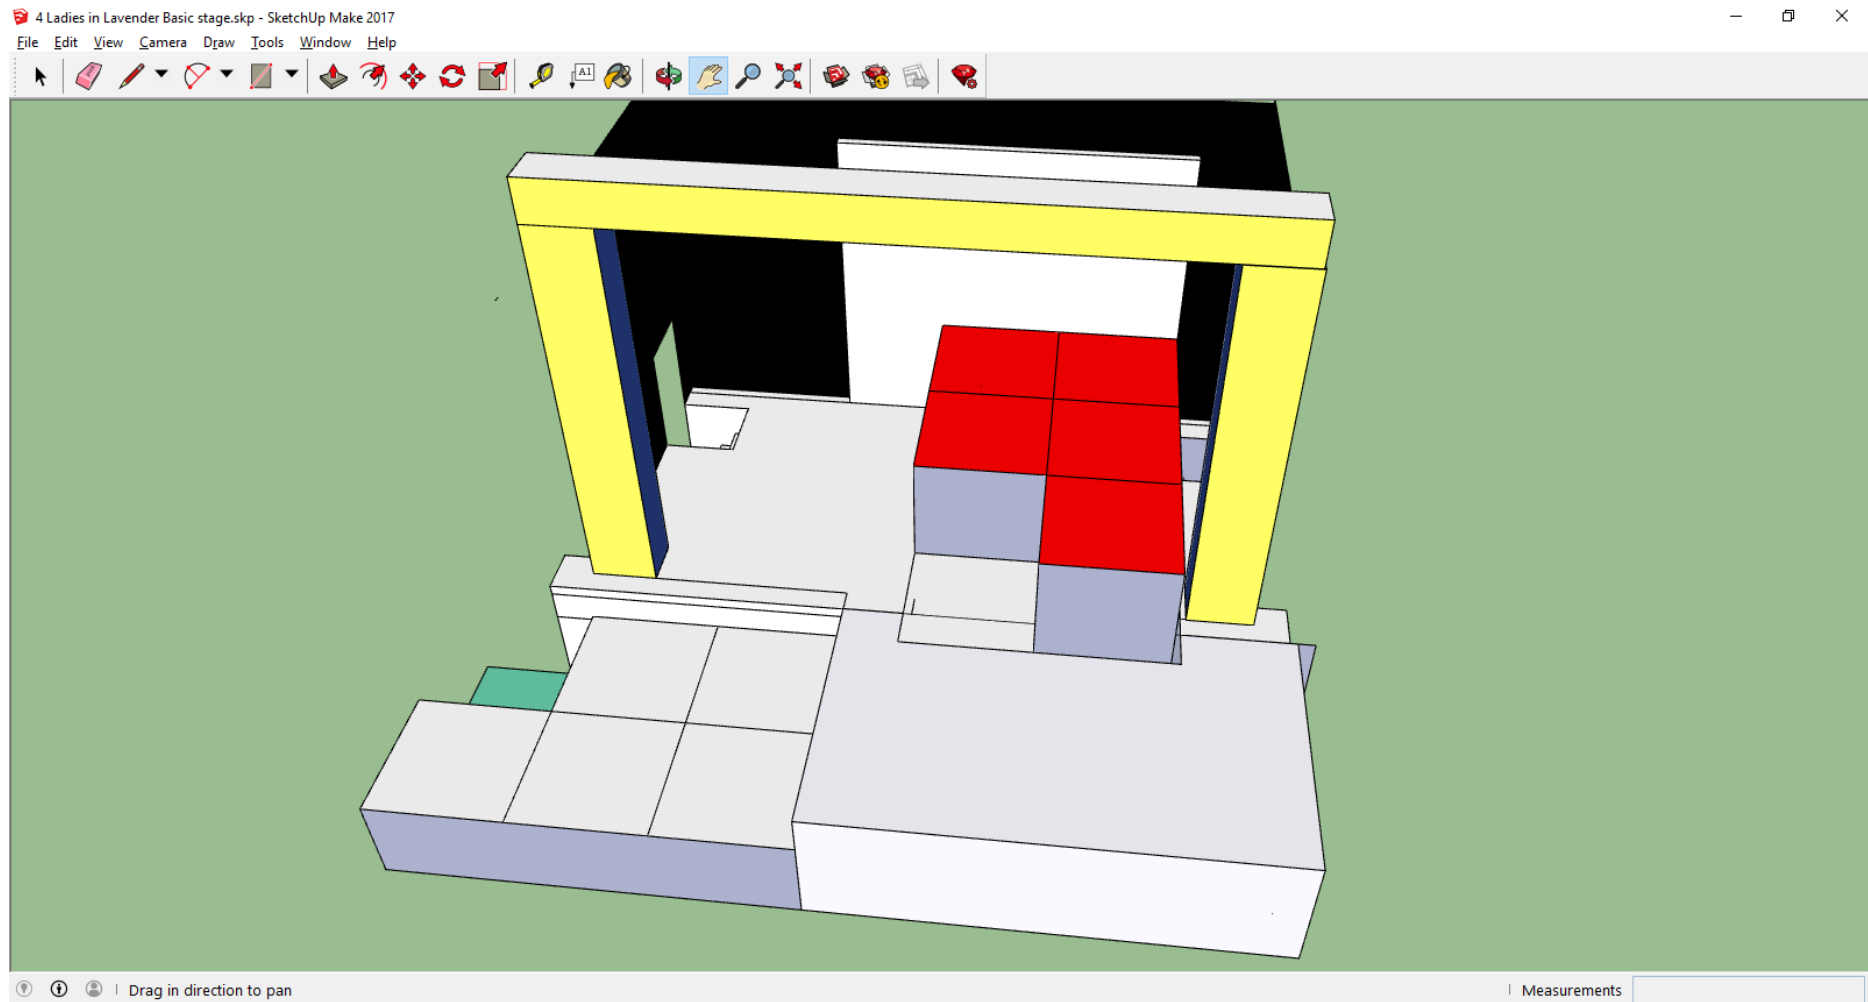 4 Ladies in Lavender Basic stage.skp - SketchUp Make 2017
File Edit View Camera Draw Tools Window Help
A1
Drag in direction to pan
Measurements